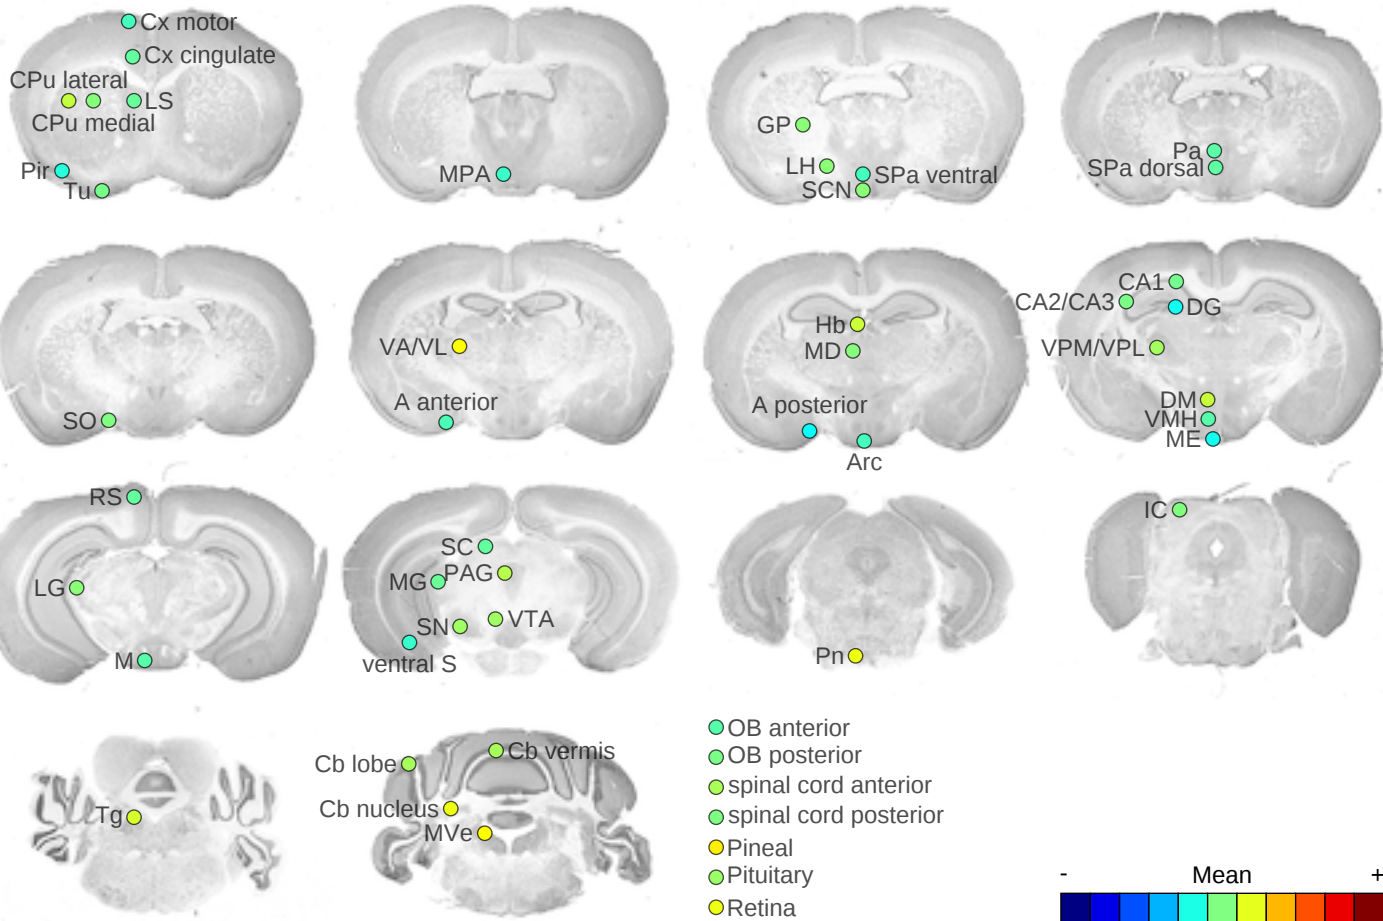 Cx motor
Cx cingulate
CPu lateral
LS
CPu medial
Pir
Tu
MPA
GP
LH
SPa ventral
SCN
Pa
SPa dorsal
SO
VA/VL
A anterior
Hb
MD
A posterior
Arc
CA1
CA2/CA3
DG
VPM/VPL
DM
VMH
ME
RS
LG
M
SC
MG
PAG
SN
VTA
ventral S
Pn
IC
Tg
Cb lobe
Cb vermis
Cb nucleus
MVe
OB anterior
OB posterior
spinal cord anterior
spinal cord posterior
Pineal
Pituitary
Retina
- Mean +